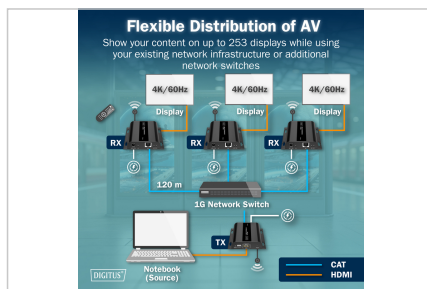 Flexible Distribution of AV
Show your content on up to 253 displays while using
your existing network infrastructure or additional
network switches
4K/60Hz
4K/60Hz
4K/60Hz
Display
Display
Display
RX
RX
RX
120 m
1G Network Switch
TX
Notebook
(Source)
DIGITUS®
CAT
HDMI